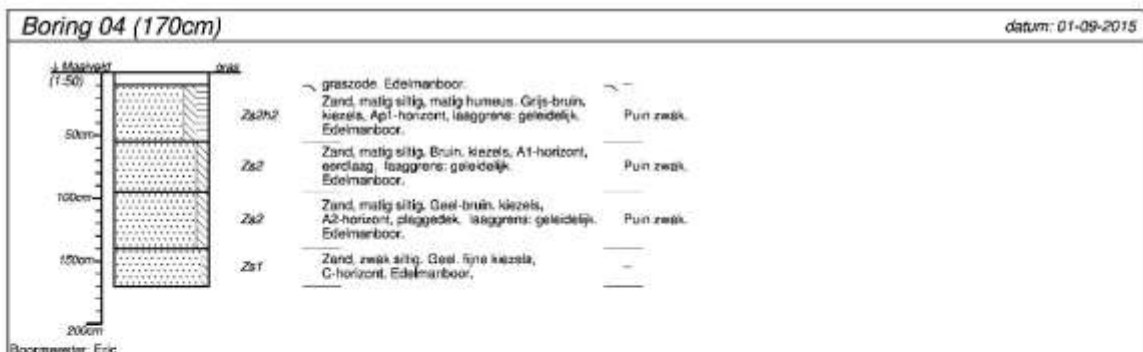 Boring 04 (170cm)
datum: 01-09-2015
↓ Maaiveld
gras
(1:50)
graszode. Edelmanboor.
–
Zs2h2
Zand, matig siltig, matig humeus. Grijs-bruin,
kiezels, Ap1-horizont, laaggrens: geleidelijk.
Edelmanboor.
Puin zwak.
50cm
Zs2
Zand, matig siltig. Bruin. kiezels, A1-horizont,
eerdlaag. laaggrens: geleidelijk.
Edelmanboor.
Puin zwak.
100cm
Zs2
Zand, matig siltig. Geel-bruin. kiezels,
A2-horizont, plaggedek. laaggrens: geleidelijk.
Edelmanboor.
Puin zwak.
150cm
Zs1
Zand, zwak siltig. Geel. fijne kiezels,
C-horizont. Edelmanboor.
–
200cm
Boormeester: Eric